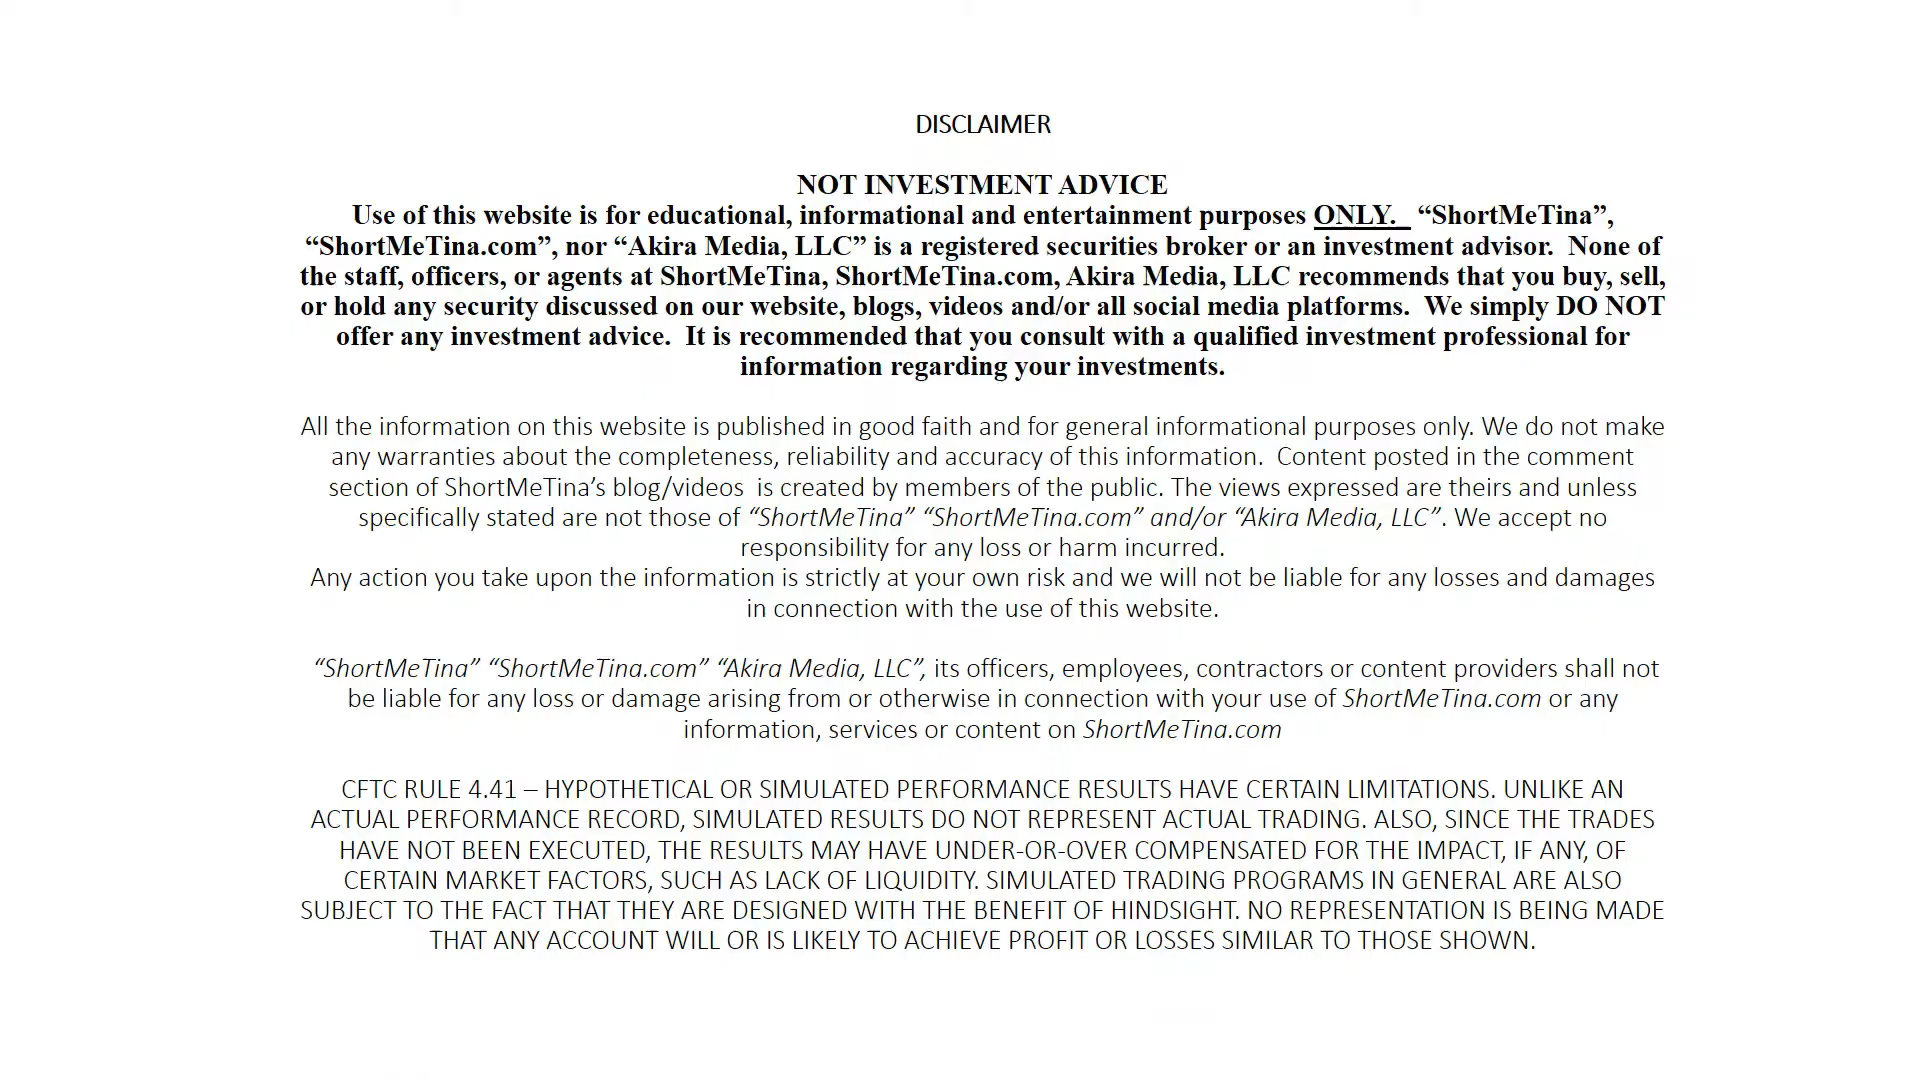 DISCLAIMER
NOT INVESTMENT ADVICE
Use of this website is for educational, informational and entertainment purposes ONLY.  “ShortMeTina”,
“ShortMeTina.com”, nor “Akira Media, LLC” is a registered securities broker or an investment advisor.  None of
the staff, officers, or agents at ShortMeTina, ShortMeTina.com, Akira Media, LLC recommends that you buy, sell,
or hold any security discussed on our website, blogs, videos and/or all social media platforms.  We simply DO NOT
offer any investment advice.  It is recommended that you consult with a qualified investment professional for
information regarding your investments.
All the information on this website is published in good faith and for general informational purposes only. We do not make
any warranties about the completeness, reliability and accuracy of this information.  Content posted in the comment
section of ShortMeTina’s blog/videos  is created by members of the public. The views expressed are theirs and unless
specifically stated are not those of “ShortMeTina” “ShortMeTina.com” and/or “Akira Media, LLC”. We accept no
responsibility for any loss or harm incurred.
Any action you take upon the information is strictly at your own risk and we will not be liable for any losses and damages
in connection with the use of this website.
“ShortMeTina” “ShortMeTina.com” “Akira Media, LLC”, its officers, employees, contractors or content providers shall not
be liable for any loss or damage arising from or otherwise in connection with your use of ShortMeTina.com or any
information, services or content on ShortMeTina.com
CFTC RULE 4.41 – HYPOTHETICAL OR SIMULATED PERFORMANCE RESULTS HAVE CERTAIN LIMITATIONS. UNLIKE AN
ACTUAL PERFORMANCE RECORD, SIMULATED RESULTS DO NOT REPRESENT ACTUAL TRADING. ALSO, SINCE THE TRADES
HAVE NOT BEEN EXECUTED, THE RESULTS MAY HAVE UNDER-OR-OVER COMPENSATED FOR THE IMPACT, IF ANY, OF
CERTAIN MARKET FACTORS, SUCH AS LACK OF LIQUIDITY. SIMULATED TRADING PROGRAMS IN GENERAL ARE ALSO
SUBJECT TO THE FACT THAT THEY ARE DESIGNED WITH THE BENEFIT OF HINDSIGHT. NO REPRESENTATION IS BEING MADE
THAT ANY ACCOUNT WILL OR IS LIKELY TO ACHIEVE PROFIT OR LOSSES SIMILAR TO THOSE SHOWN.